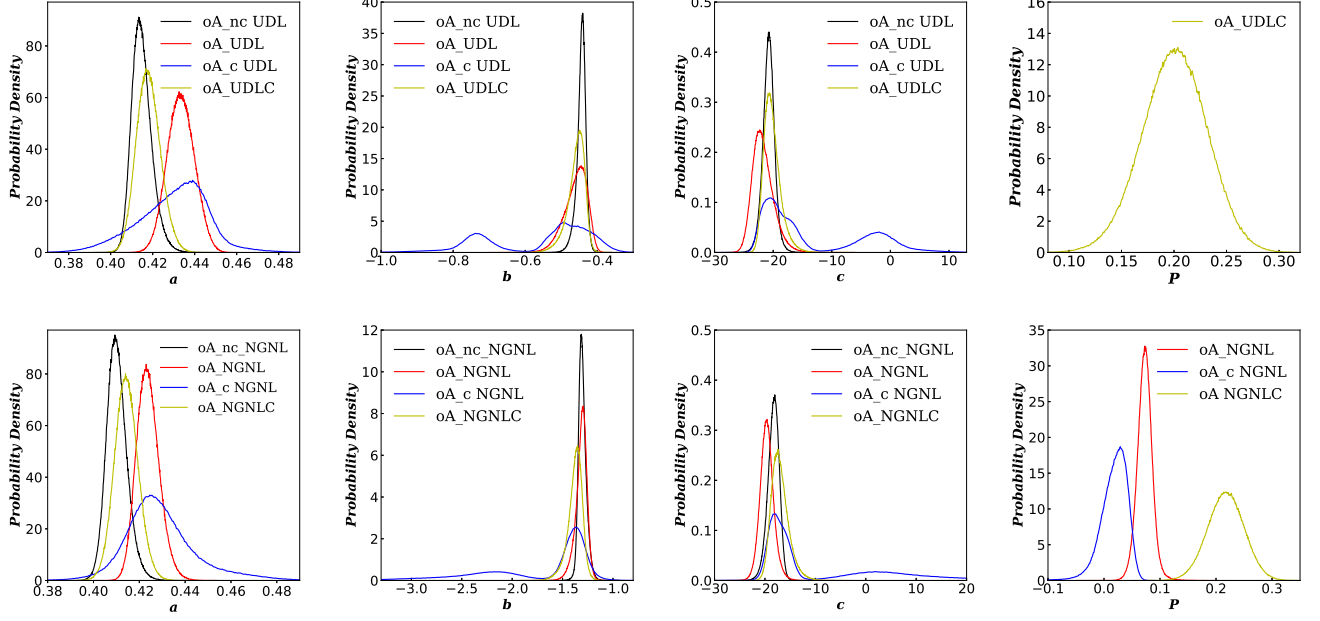 Probability Density
80
60
40
20
0
0.38 0.40 0.42 0.44 0.46 0.48
a
oA_nc UDL
oA_UDL
oA_c UDL
oA_UDLC
Probability Density
40
35
30
25
20
15
10
5
0
−1.0 −0.8 −0.6 −0.4
b
oA_nc UDL
oA_UDL
oA_c UDL
oA_UDLC
Probability Density
0.5
0.4
0.3
0.2
0.1
0.0
−30 −20 −10 0 10
c
oA_nc UDL
oA_UDL
oA_c UDL
oA_UDLC
Probability Density
16
14
12
10
8
6
4
2
0
0.10 0.15 0.20 0.25 0.30
P
oA_UDLC
Probability Density
80
60
40
20
0
0.38 0.40 0.42 0.44 0.46 0.48
a
oA_nc_NGNL
oA_NGNL
oA_c NGNL
oA_NGNLC
Probability Density
12
10
8
6
4
2
0
−3.0 −2.5 −2.0 −1.5 −1.0
b
oA_nc_NGNL
oA_NGNL
oA_c NGNL
oA_NGNLC
Probability Density
0.5
0.4
0.3
0.2
0.1
0.0
−30 −20 −10 0 10 20
c
oA_nc_NGNL
oA_NGNL
oA_c NGNL
oA_NGNLC
Probability Density
35
30
25
20
15
10
5
0
−0.1 0.0 0.1 0.2 0.3
P
oA_NGNL
oA_c NGNL
oA NGNLC